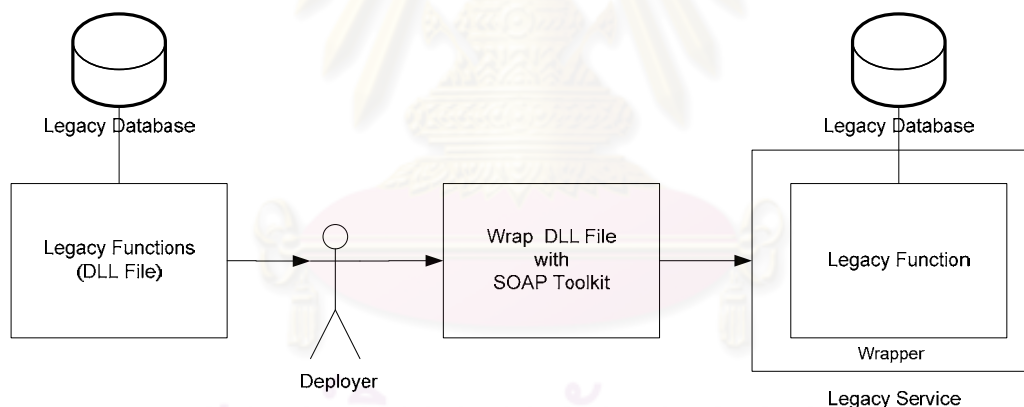 Legacy Database
Legacy Database
Legacy Functions
(DLL File)
Wrap DLL File
with
SOAP Toolkit
Legacy Function
Wrapper
Deployer
Legacy Service